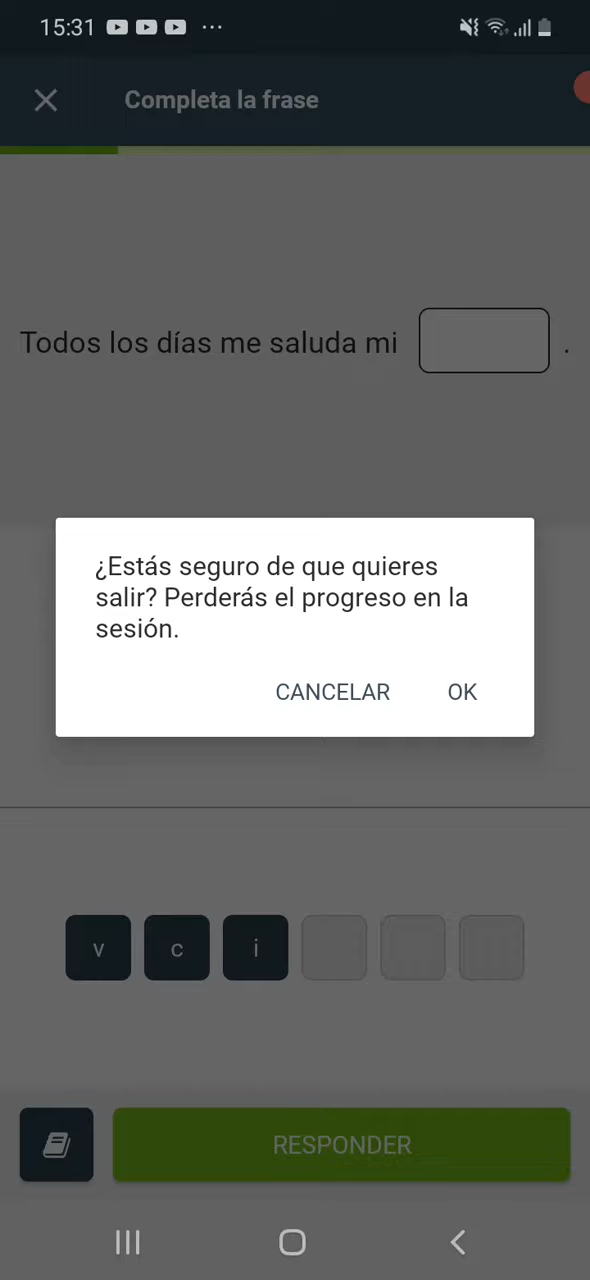 15:31
Completa la frase
Todos los días me saluda mi .
¿Estás seguro de que quieres
salir? Perderás el progreso en la
sesión.
CANCELAR OK
v c i
RESPONDER